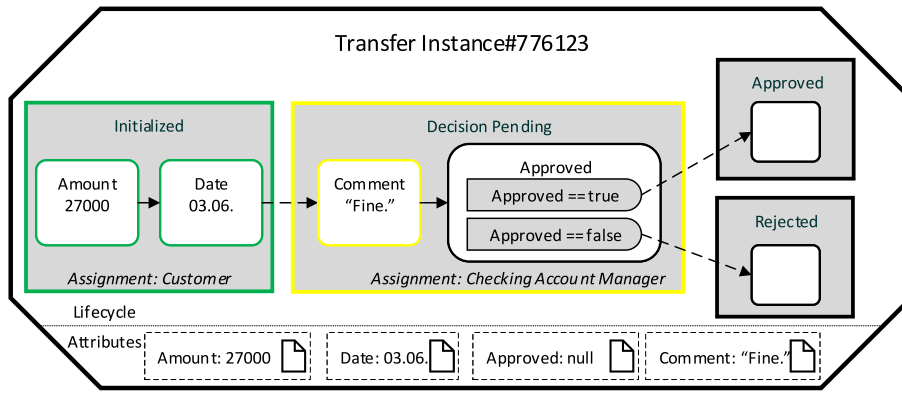 Transfer Instance#776123
Initialized
Amount
27000
Date
03.06.
Assignment: Customer
Decision Pending
Comment
“Fine.”
Approved
Approved ==true
Approved ==false
Assignment: Checking Account Manager
Approved
Rejected
Lifecycle
Attributes
Amount: 27000
Date: 03.06.
Approved: null
Comment: “Fine.”